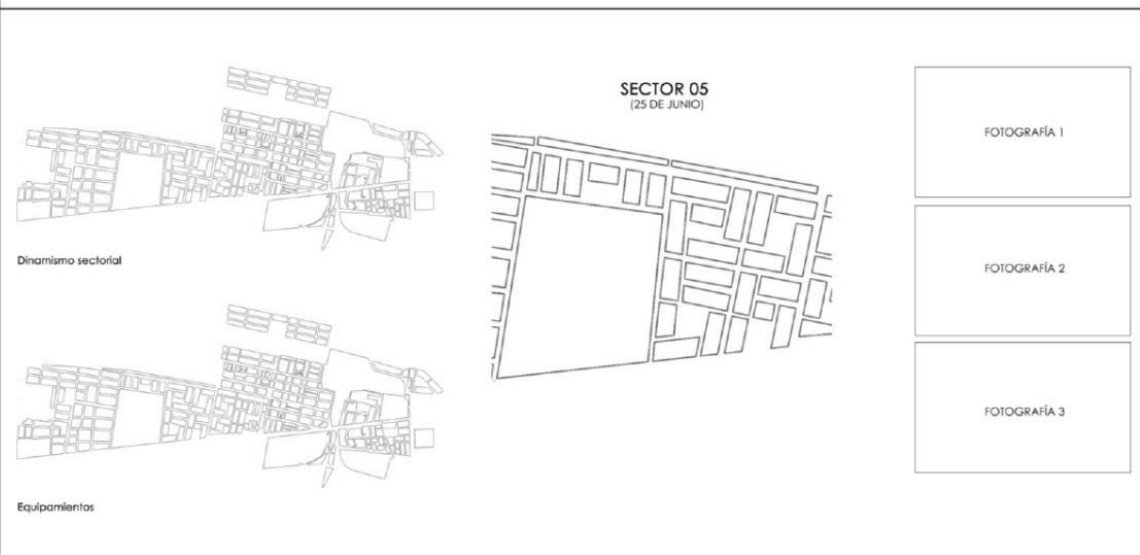 SECTOR 05
(25 DE JUNIO)
Dinamismo sectorial
Equipamientos
FOTOGRAFÍA 1
FOTOGRAFÍA 2
FOTOGRAFÍA 3